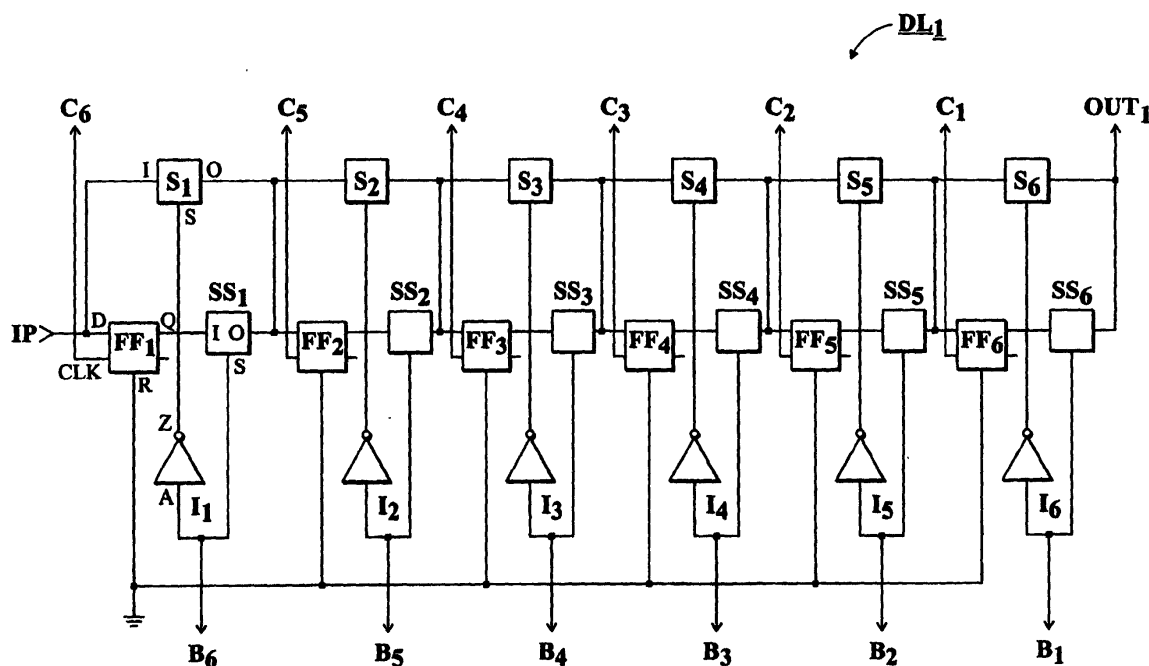 DL1
C6 C5 C4 C3 C2 C1 OUT1
I S1 O S2 S3 S4 S5 S6
S
SS1 SS2 SS3 SS4 SS5 SS6
IP D FF1 Q I O FF2 FF3 FF4 FF5 FF6
CLK R S
Z
A I1 I2 I3 I4 I5 I6
B6 B5 B4 B3 B2 B1